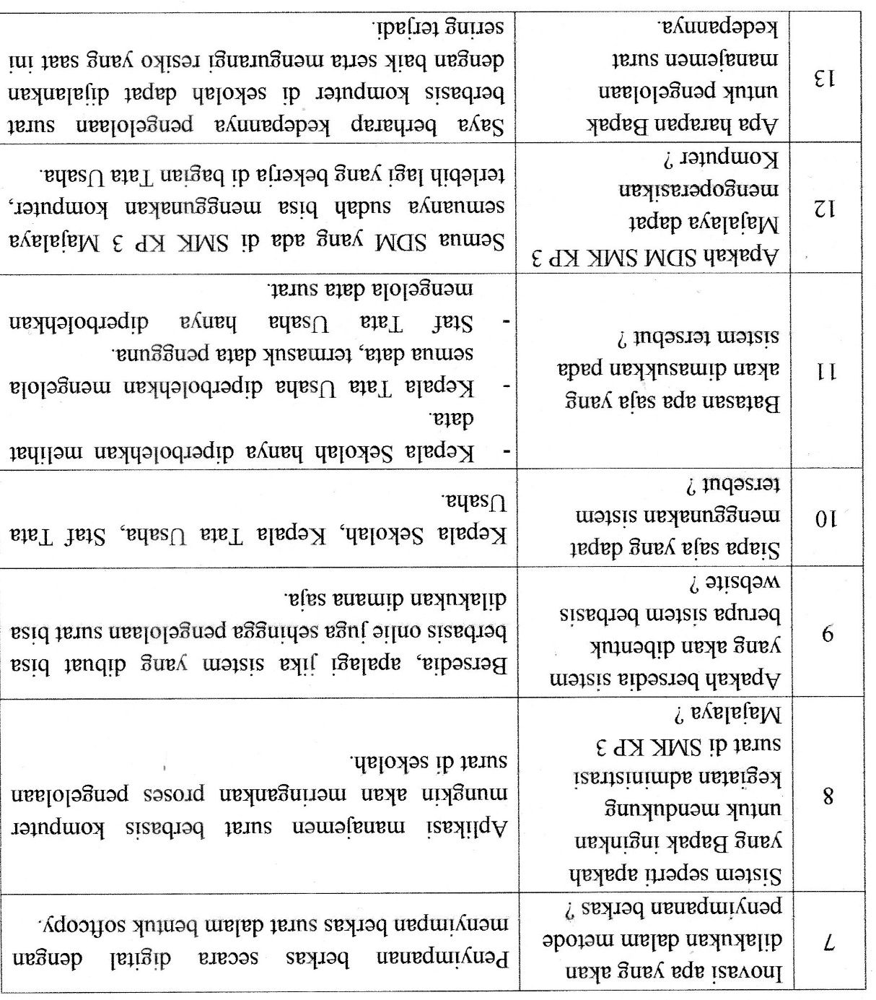 7
Inovasi apa yang akan
dilakukan dalam metode
penyimpanan berkas ?
Penyimpanan berkas secara digital dengan
menyimpan berkas surat dalam bentuk softcopy.
8
Sistem seperti apakah
yang Bapak inginkan
untuk mendukung
kegiatan administrasi
surat di SMK KP 3
Majalaya ?
Aplikasi manajemen surat berbasis komputer
mungkin akan meringankan proses pengelolaan
surat di sekolah.
9
Apakah bersedia sistem
yang akan dibentuk
berupa sistem berbasis
website ?
Bersedia, apalagi jika sistem yang dibuat bisa
berbasis onlie juga sehingga pengelolaan surat bisa
dilakukan dimana saja.
10
Siapa saja yang dapat
menggunakan sistem
tersebut ?
Kepala Sekolah, Kepala Tata Usaha, Staf Tata
Usaha.
11
Batasan apa saja yang
akan dimasukkan pada
sistem tersebut ?
- Kepala Sekolah hanya diperbolehkan melihat
data.
- Kepala Tata Usaha diperbolehkan mengelola
semua data, termasuk data pengguna.
- Staf Tata Usaha hanya diperbolehkan
mengelola data surat.
12
Apakah SDM SMK KP 3
Majalaya dapat
mengoperasikan
Komputer ?
Semua SDM yang ada di SMK KP 3 Majalaya
semuanya sudah bisa menggunakan komputer,
terlebih lagi yang bekerja di bagian Tata Usaha.
13
Apa harapan Bapak
untuk pengelolaan
manajemen surat
kedepannya.
Saya berharap kedepannya pengelolaan surat
berbasis komputer di sekolah dapat dijalankan
dengan baik serta mengurangi resiko yang saat ini
sering terjadi.